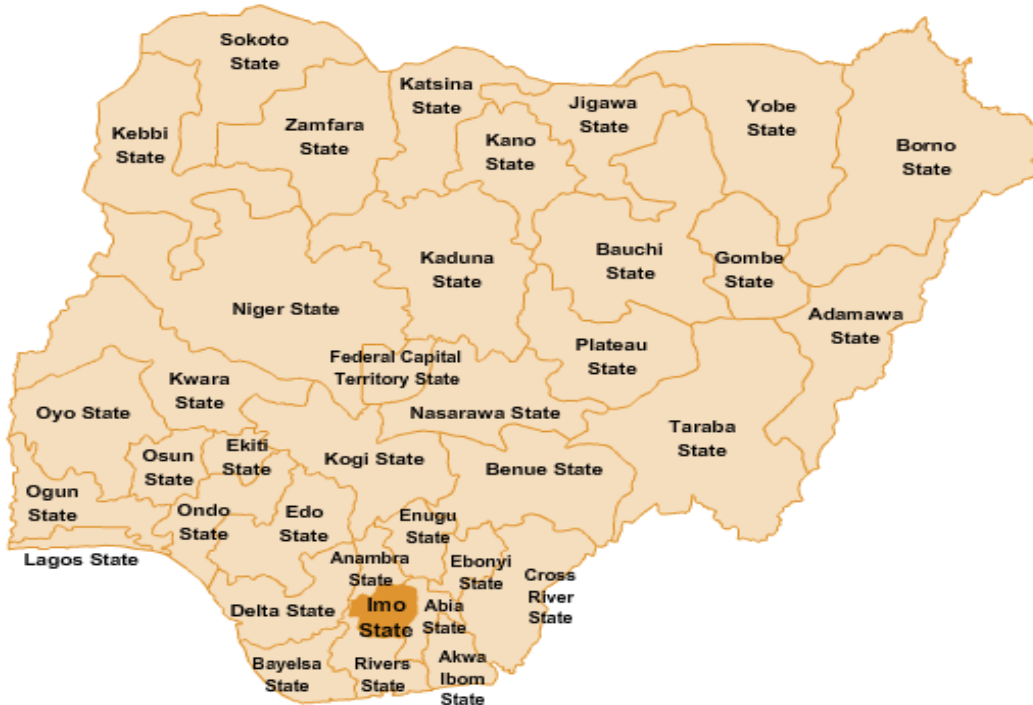 Sokoto
State
Katsina
State
Jigawa
State
Yobe
State
Kebbi
State
Zamfara
State
Kano
State
Borno
State
Kaduna
State
Bauchi
State
Gombe
State
Niger State
Adamawa
State
Federal Capital
Territory State
Plateau
State
Kwara
State
Oyo State
Nasarawa State
Taraba
State
Osun
State
Ekiti
State
Kogi State
Benue State
Ogun
State
Ondo
State
Edo
State
Enugu
State
Lagos State
Anambra
State
Ebonyi
State
Cross
River
State
Delta State
Imo
State
Abia
State
Bayelsa
State
Rivers
State
Akwa
Ibom
State